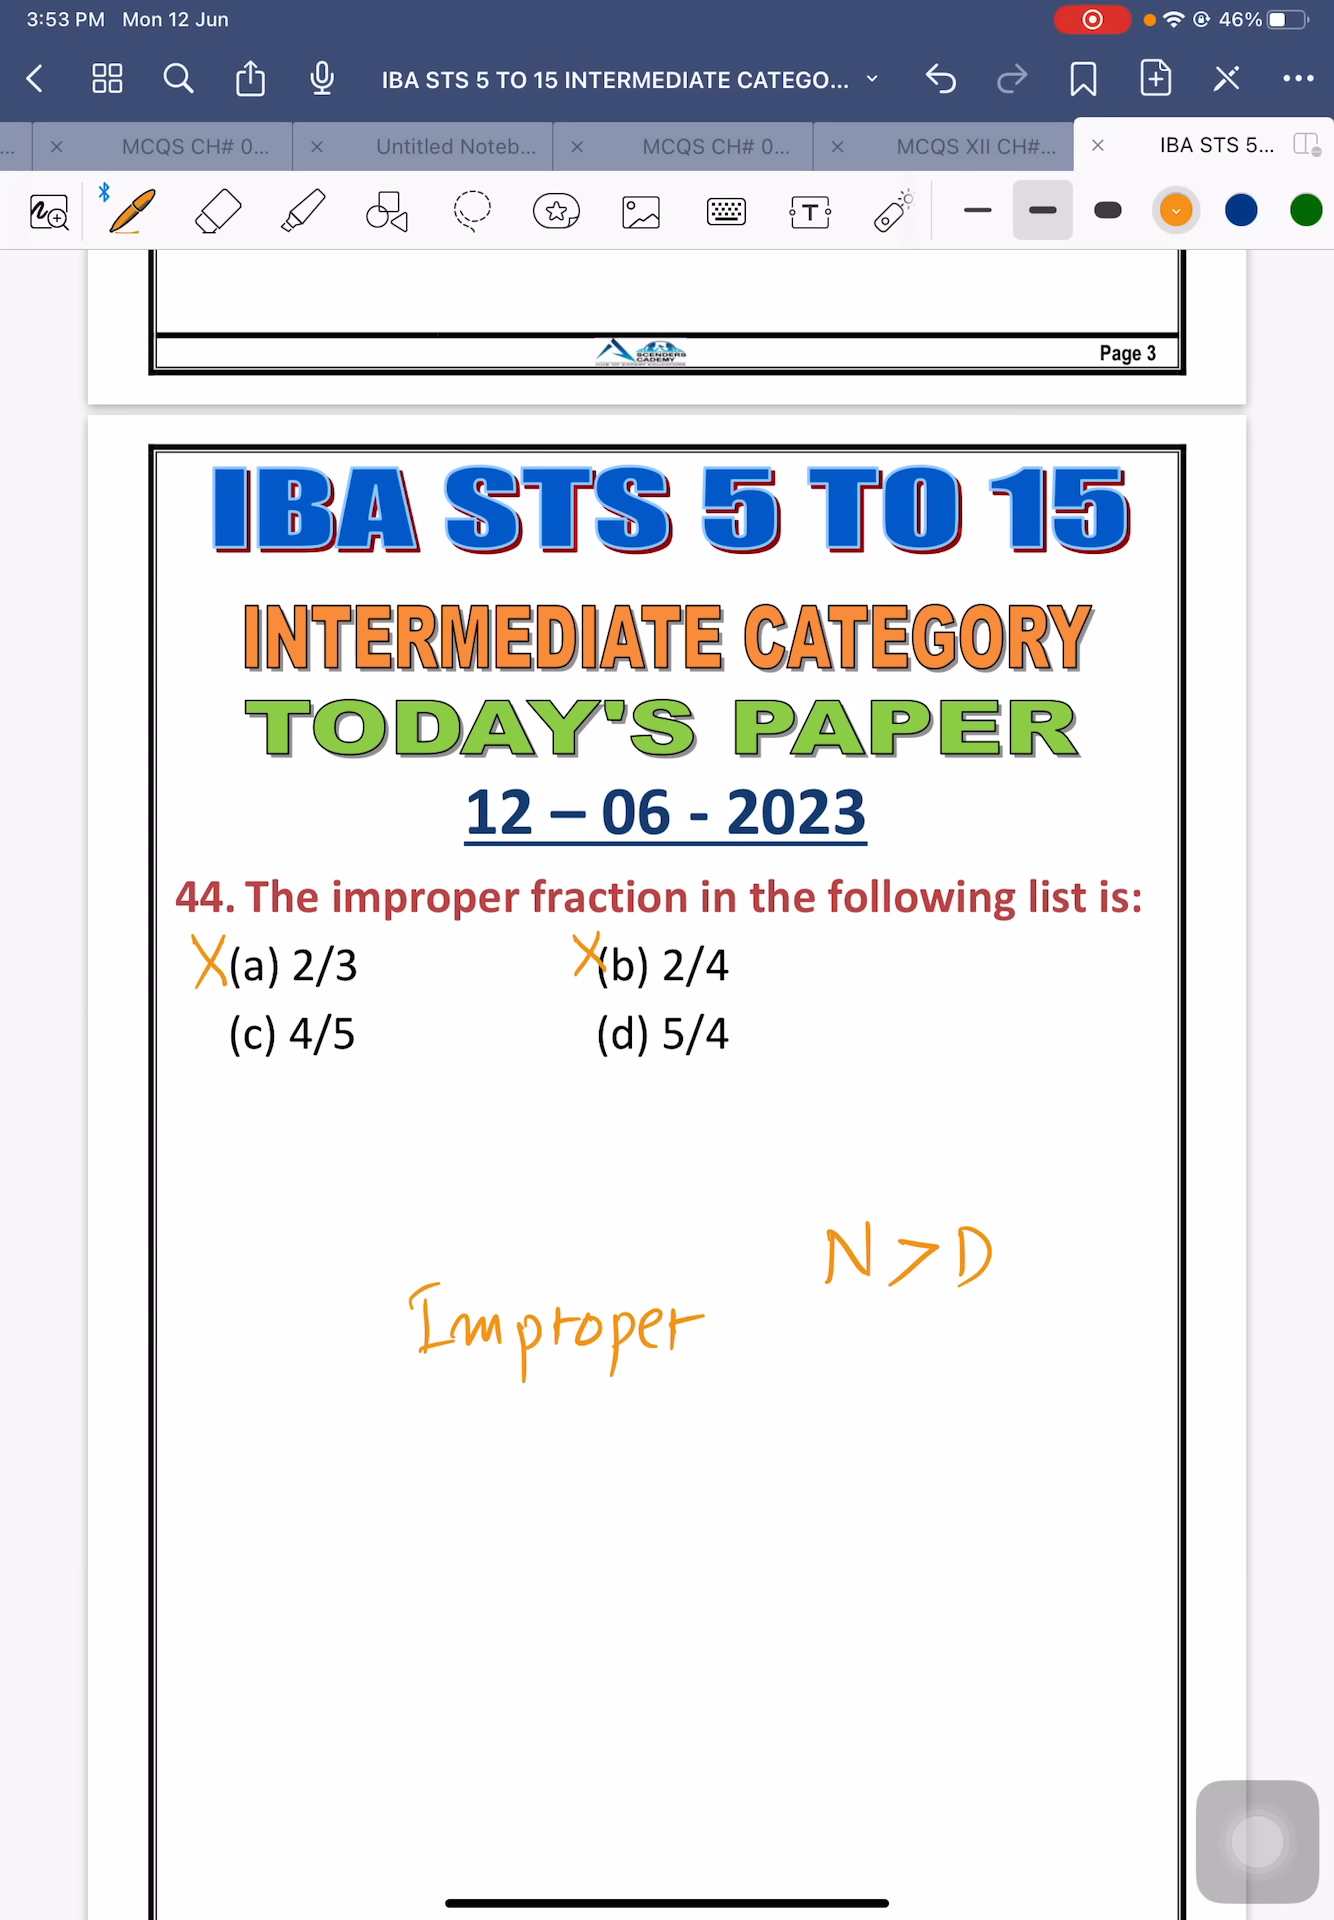 3:53 PM Mon 12 Jun
46%
IBA STS 5 TO 15 INTERMEDIATE CATEGO...
... MCQS CH# 0... Untitled Noteb... MCQS CH# 0... MCQS XII CH#... IBA STS 5...
T
SCENDERS
CADEMY
Page 3
IBA STS 5 TO 15
INTERMEDIATE CATEGORY
TODAY'S PAPER
12 – 06 - 2023
44. The improper fraction in the following list is:
X(a) 2/3 X(b) 2/4
(c) 4/5 (d) 5/4
N > D
Improper